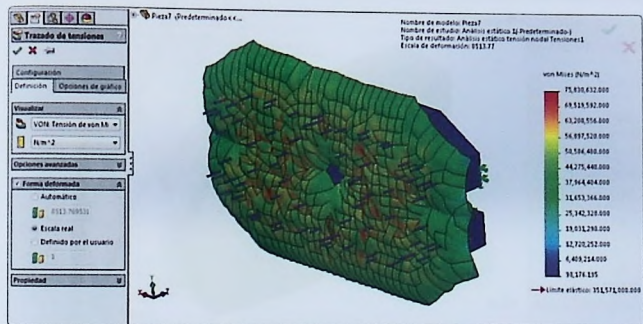 Pieza7 (Predeterminado<<...
Trazado de tensiones
?
Configuración
Definición
Opciones de gráfico
Visualizar
VON: Tensión de von Mi
N/m^2
Opciones avanzadas
Forma deformada
Automático
8513.769531
Escala real
Definido por el usuario
1
Propiedad
Nombre de modelo: Pieza7
Nombre de estudio: Análisis estático 1(-Predeterminado-)
Tipo de resultado: Análisis estático tensión nodal Tensiones1
Escala de deformación: 8513.77
von Mises (N/m^2)
75,830,632.000
69,519,592.000
63,208,556.000
56,897,520.000
50,586,480.000
44,275,440.000
37,964,404.000
31,653,366.000
25,342,328.000
19,031,290.000
12,720,252.000
6,409,214.000
98,176.195
Límite elástico: 351,571,000.000